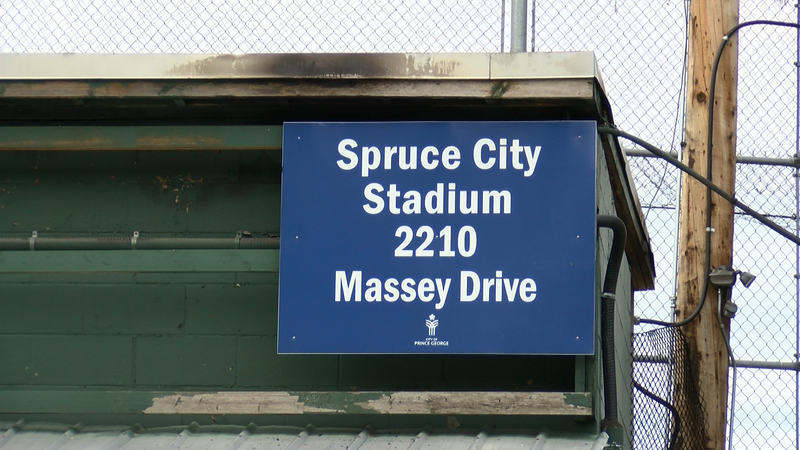 Spruce City
Stadium
2210
Massey Drive
CITY OF
PRINCE GEORGE